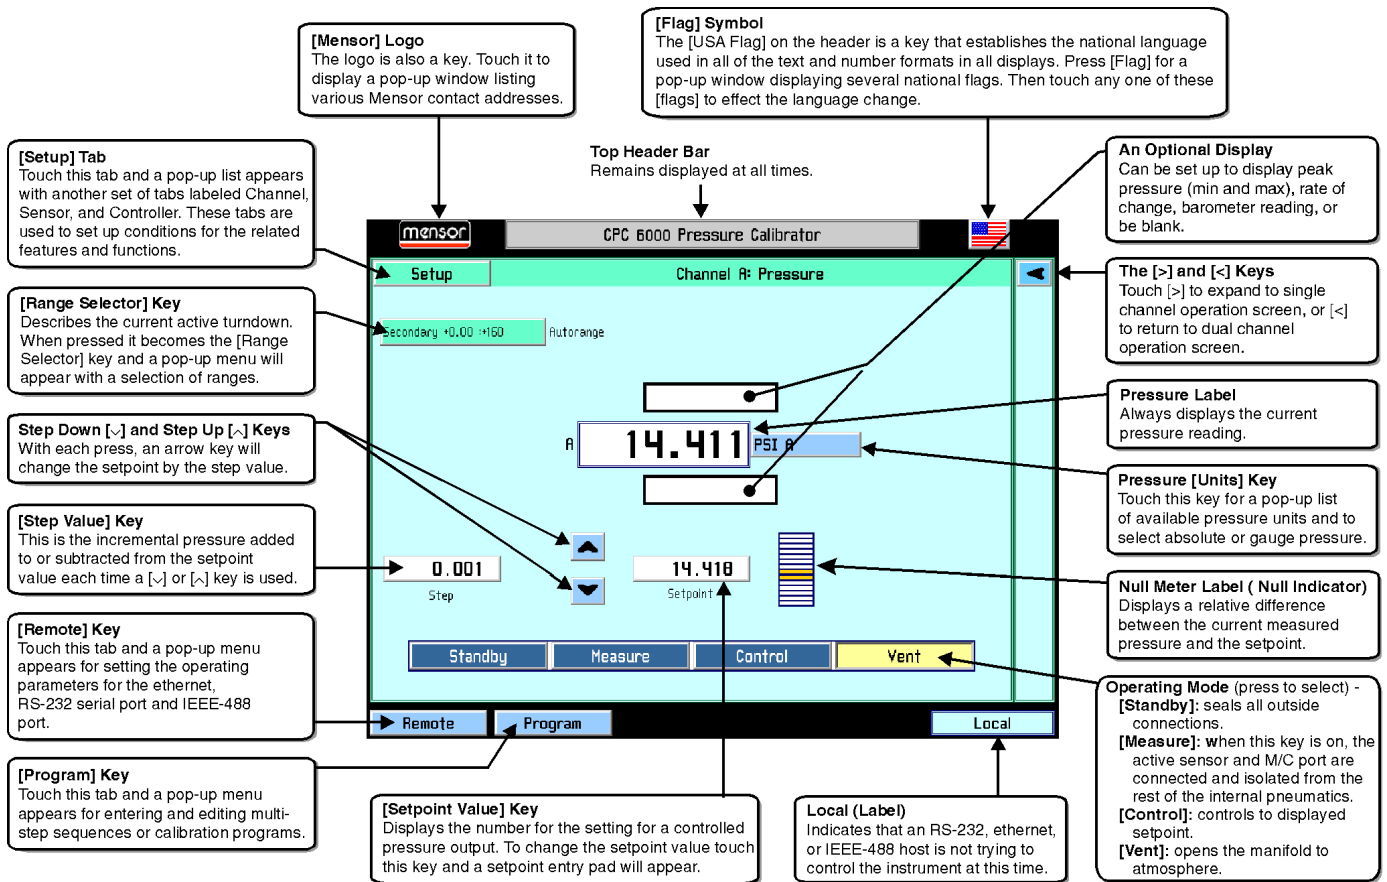 [Mensor] Logo
The logo is also a key. Touch it to
display a pop-up window listing
various Mensor contact addresses.
[Flag] Symbol
The [USA Flag] on the header is a key that establishes the national language
used in all of the text and number formats in all displays. Press [Flag] for a
pop-up window displaying several national flags. Then touch any one of these
[flags] to effect the language change.
[Setup] Tab
Touch this tab and a pop-up list appears
with another set of tabs labeled Channel,
Sensor, and Controller. These tabs are
used to set up conditions for the related
features and functions.
Top Header Bar
Remains displayed at all times.
An Optional Display
Can be set up to display peak
pressure (min and max), rate of
change, barometer reading, or
be blank.
[Range Selector] Key
Describes the current active turndown.
When pressed it becomes the [Range
Selector] key and a pop-up menu will
appear with a selection of ranges.
The [>] and [<] Keys
Touch [>] to expand to single
channel operation screen, or [<]
to return to dual channel
operation screen.
Step Down [⌵] and Step Up [^] Keys
With each press, an arrow key will
change the setpoint by the step value.
Pressure Label
Always displays the current
pressure reading.
[Step Value] Key
This is the incremental pressure added
to or subtracted from the setpoint
value each time a [⌵] or [^] key is used.
Pressure [Units] Key
Touch this key for a pop-up list
of available pressure units and to
select absolute or gauge pressure.
[Remote] Key
Touch this tab and a pop-up menu
appears for setting the operating
parameters for the ethernet,
RS-232 serial port and IEEE-488
port.
Null Meter Label ( Null Indicator)
Displays a relative difference
between the current measured
pressure and the setpoint.
[Program] Key
Touch this tab and a pop-up menu
appears for entering and editing multi-
step sequences or calibration programs.
Operating Mode (press to select) -
[Standby]: seals all outside
connections.
[Measure]: when this key is on, the
active sensor and M/C port are
connected and isolated from the
rest of the internal pneumatics.
[Control]: controls to displayed
setpoint.
[Vent]: opens the manifold to
atmosphere.
[Setpoint Value] Key
Displays the number for the setting for a controlled
pressure output. To change the setpoint value touch
this key and a setpoint entry pad will appear.
Local (Label)
Indicates that an RS-232, ethernet,
or IEEE-488 host is not trying to
control the instrument at this time.
mensor
CPC 6000 Pressure Calibrator
Setup
Channel A: Pressure
Secondary +0.00 :+160
Autorange
A
14.411
PSI A
0.001
Step
14.418
Setpoint
Standby
Measure
Control
Vent
Remote
Program
Local